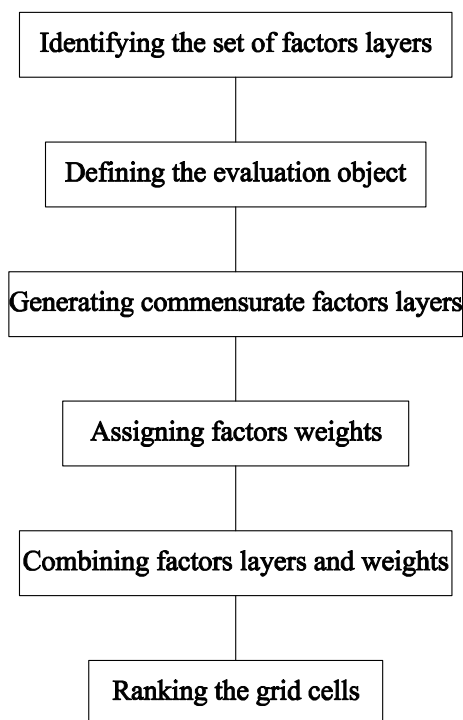 Identifying the set of factors layers
Defining the evaluation object
Generating commensurate factors layers
Assigning factors weights
Combining factors layers and weights
Ranking the grid cells